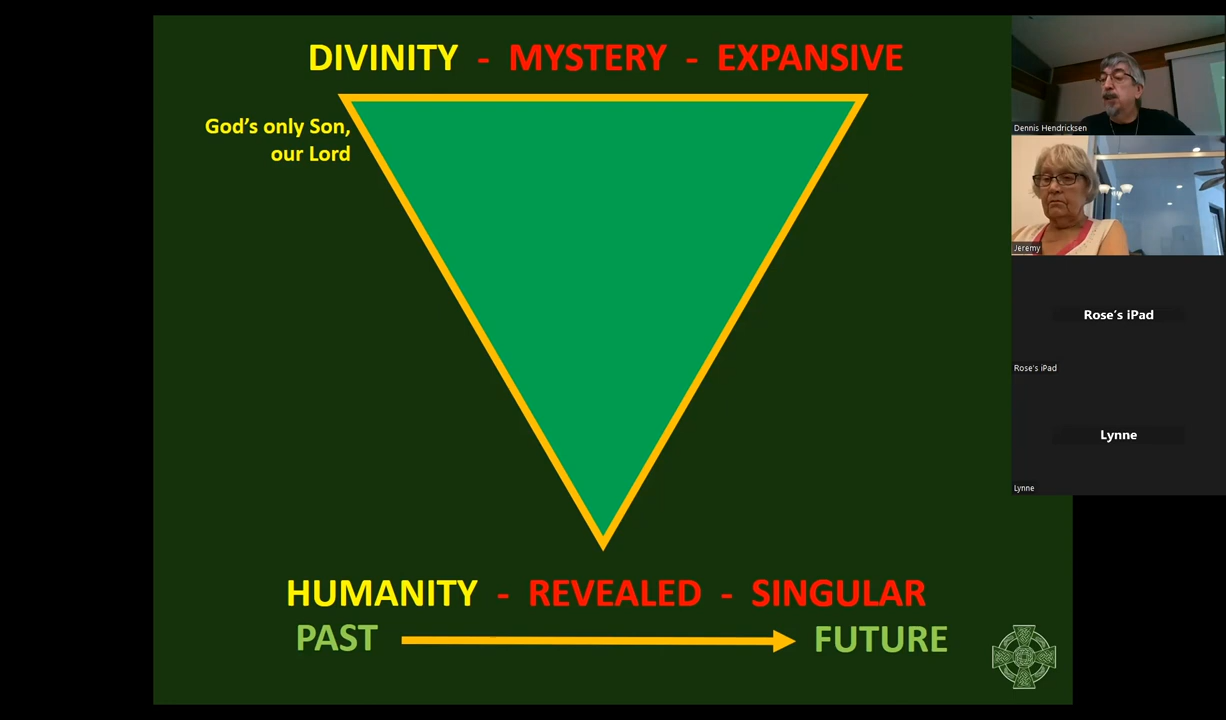 DIVINITY - MYSTERY - EXPANSIVE
God's only Son,
our Lord
HUMANITY - REVEALED - SINGULAR
PAST
FUTURE
Dennis Hendricksen
Jeremy
Rose's iPad
Rose's iPad
Lynne
Lynne